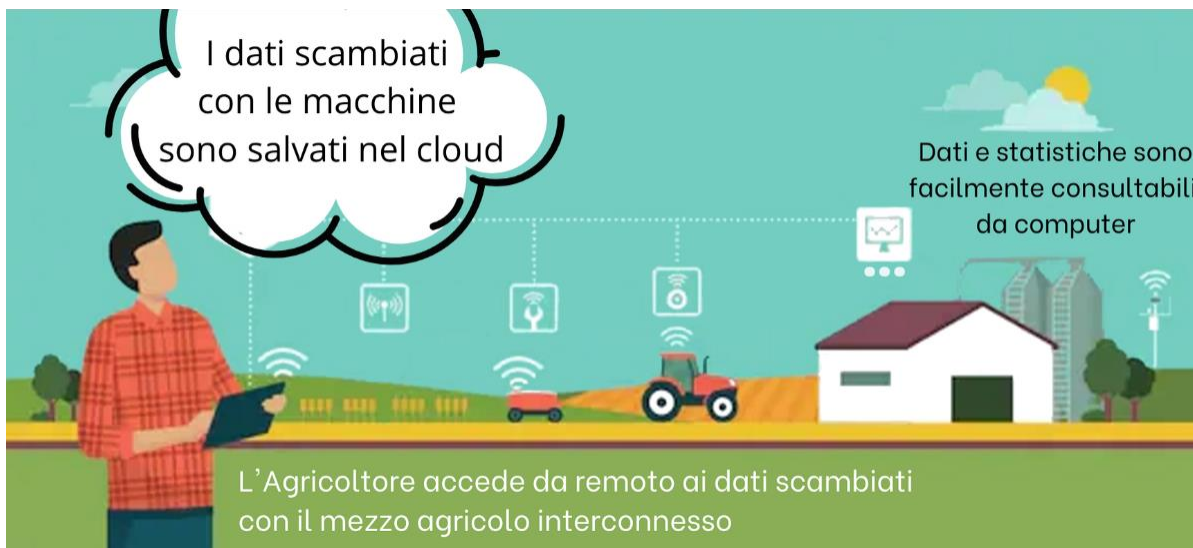 I dati scambiati
con le macchine
sono salvati nel cloud
Dati e statistiche sono
facilmente consultabili
da computer
L'Agricoltore accede da remoto ai dati scambiati
con il mezzo agricolo interconnesso